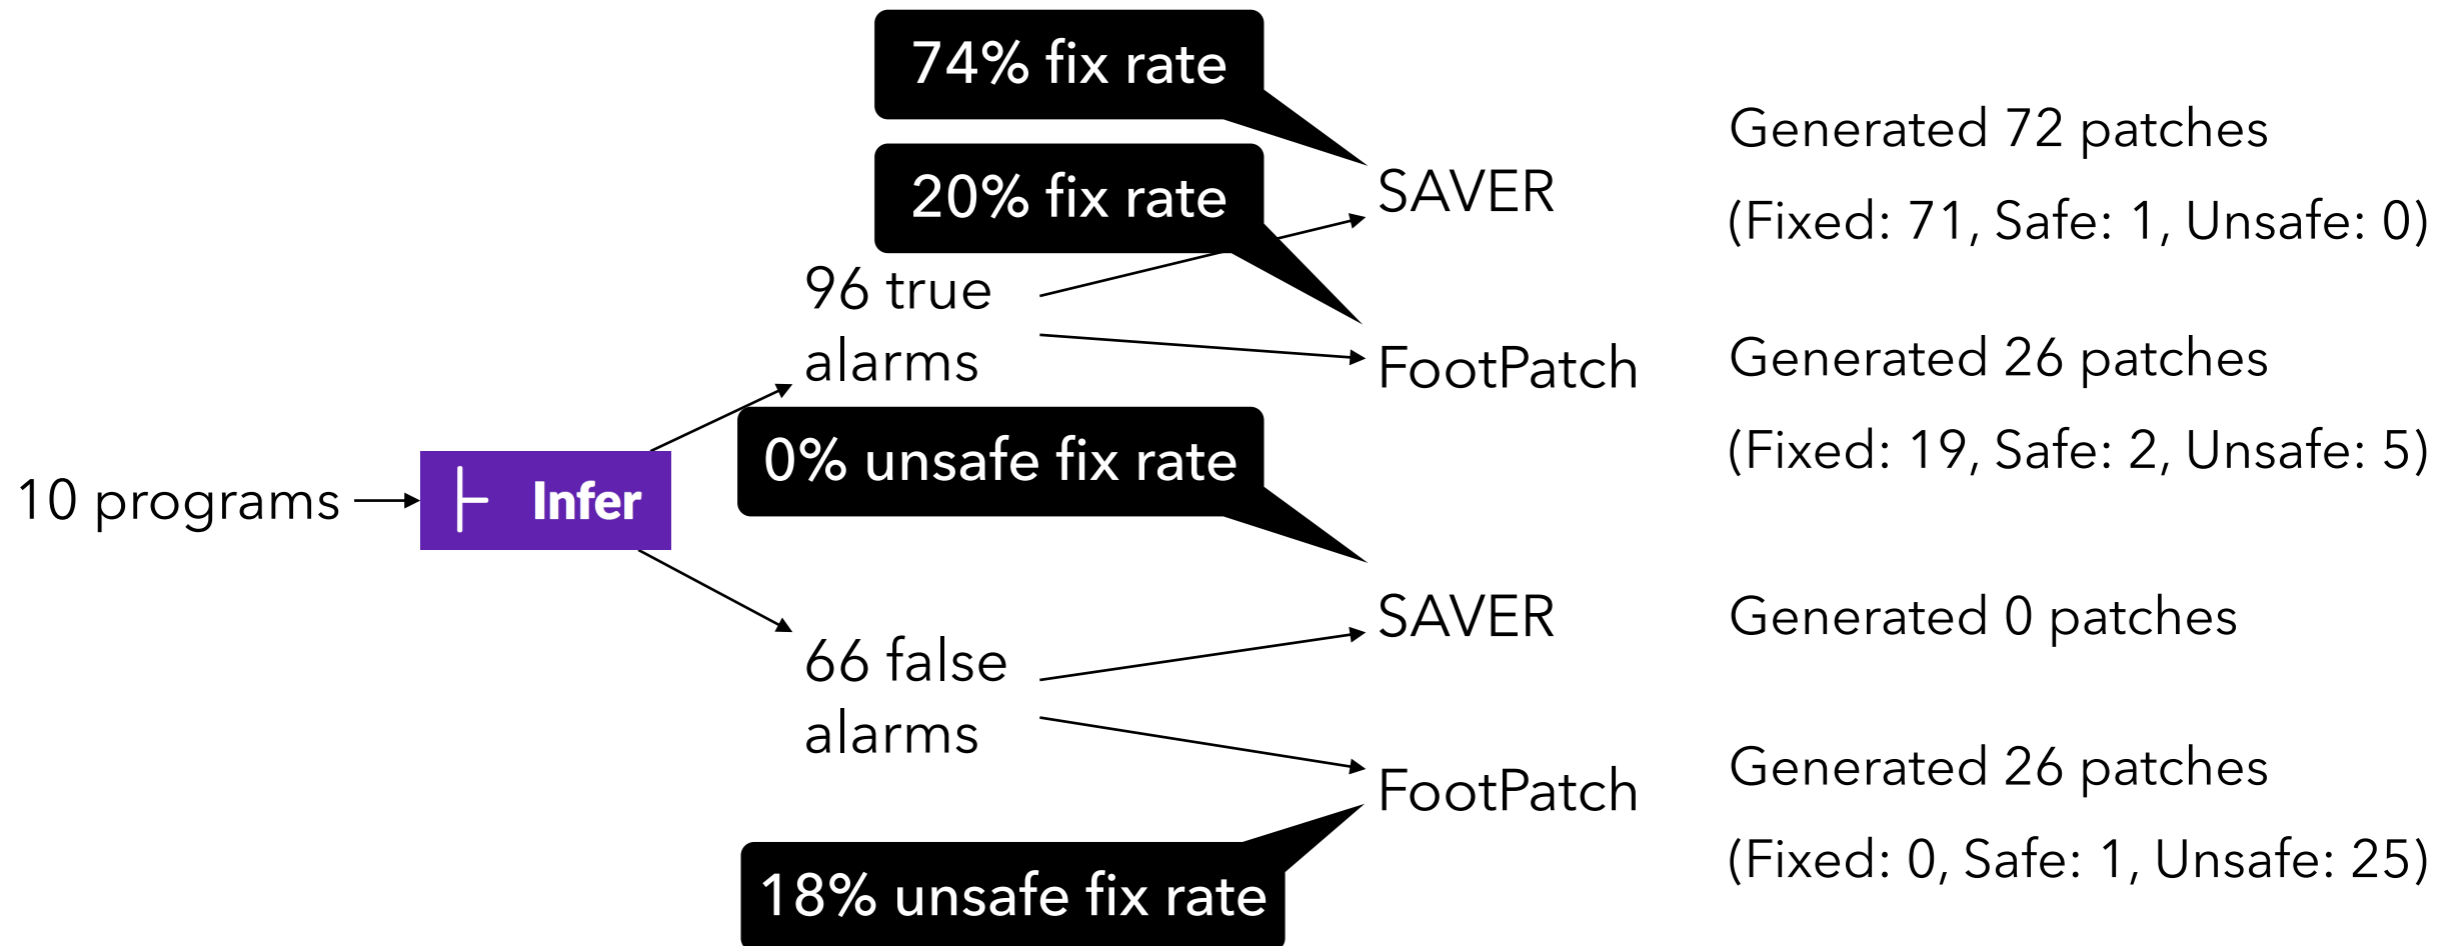 74% fix rate
20% fix rate
SAVER
Generated 72 patches
(Fixed: 71, Safe: 1, Unsafe: 0)
96 true
alarms
FootPatch
Generated 26 patches
(Fixed: 19, Safe: 2, Unsafe: 5)
0% unsafe fix rate
10 programs
Infer
SAVER
Generated 0 patches
66 false
alarms
FootPatch
Generated 26 patches
(Fixed: 0, Safe: 1, Unsafe: 25)
18% unsafe fix rate